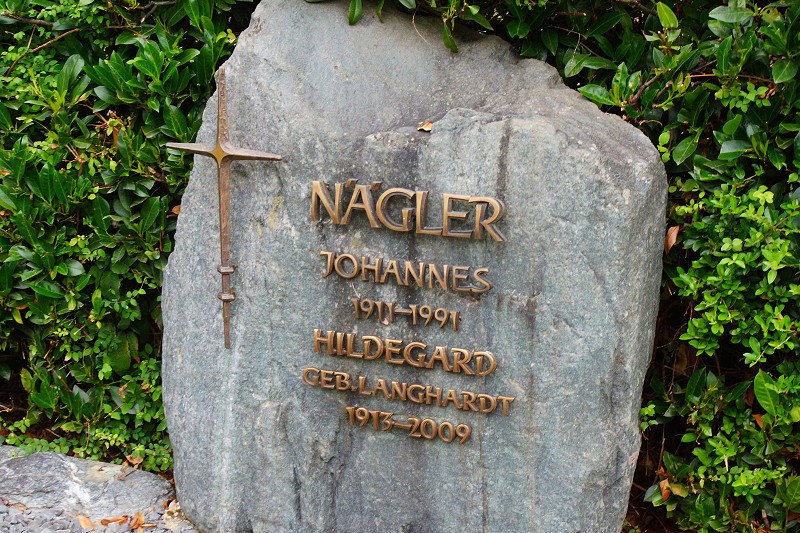 NÄGLER
JOHANNES
1911–1991
HILDEGARD
GEB. LANGHARDT
1913–2009